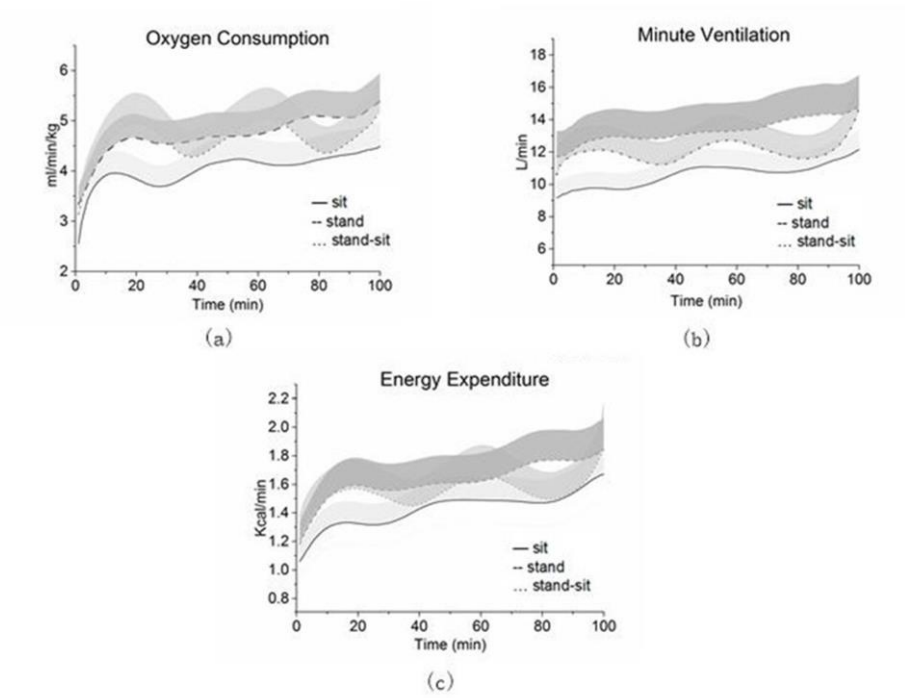 Oxygen Consumption
ml/min/kg
6
5
4
3
2
0 20 40 60 80 100
Time (min)
sit
stand
stand-sit
(a)
Minute Ventilation
L/min
18
16
14
12
10
8
6
0 20 40 60 80 100
Time (min)
sit
stand
stand-sit
(b)
Energy Expenditure
Kcal/min
2.2
2.0
1.8
1.6
1.4
1.2
1.0
0.8
0 20 40 60 80 100
Time (min)
sit
stand
stand-sit
(c)